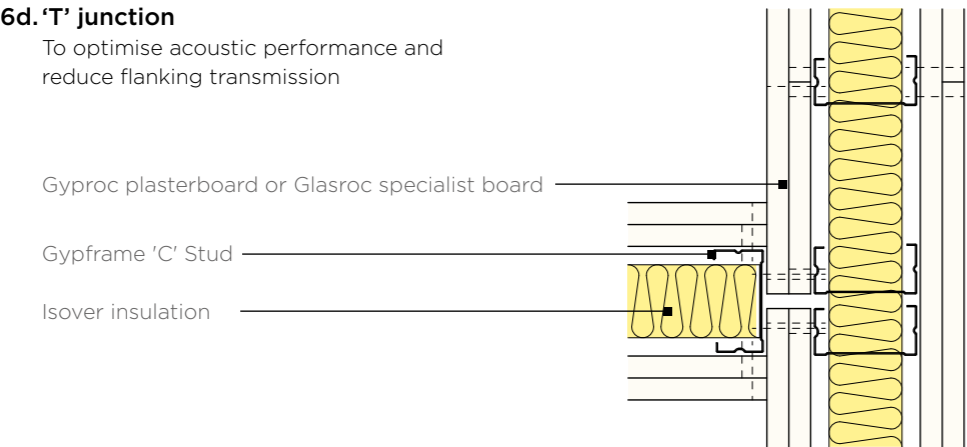 6d. 'T' junction
To optimise acoustic performance and
reduce flanking transmission
Gyproc plasterboard or Glasroc specialist board
Gypframe 'C' Stud
Isover insulation